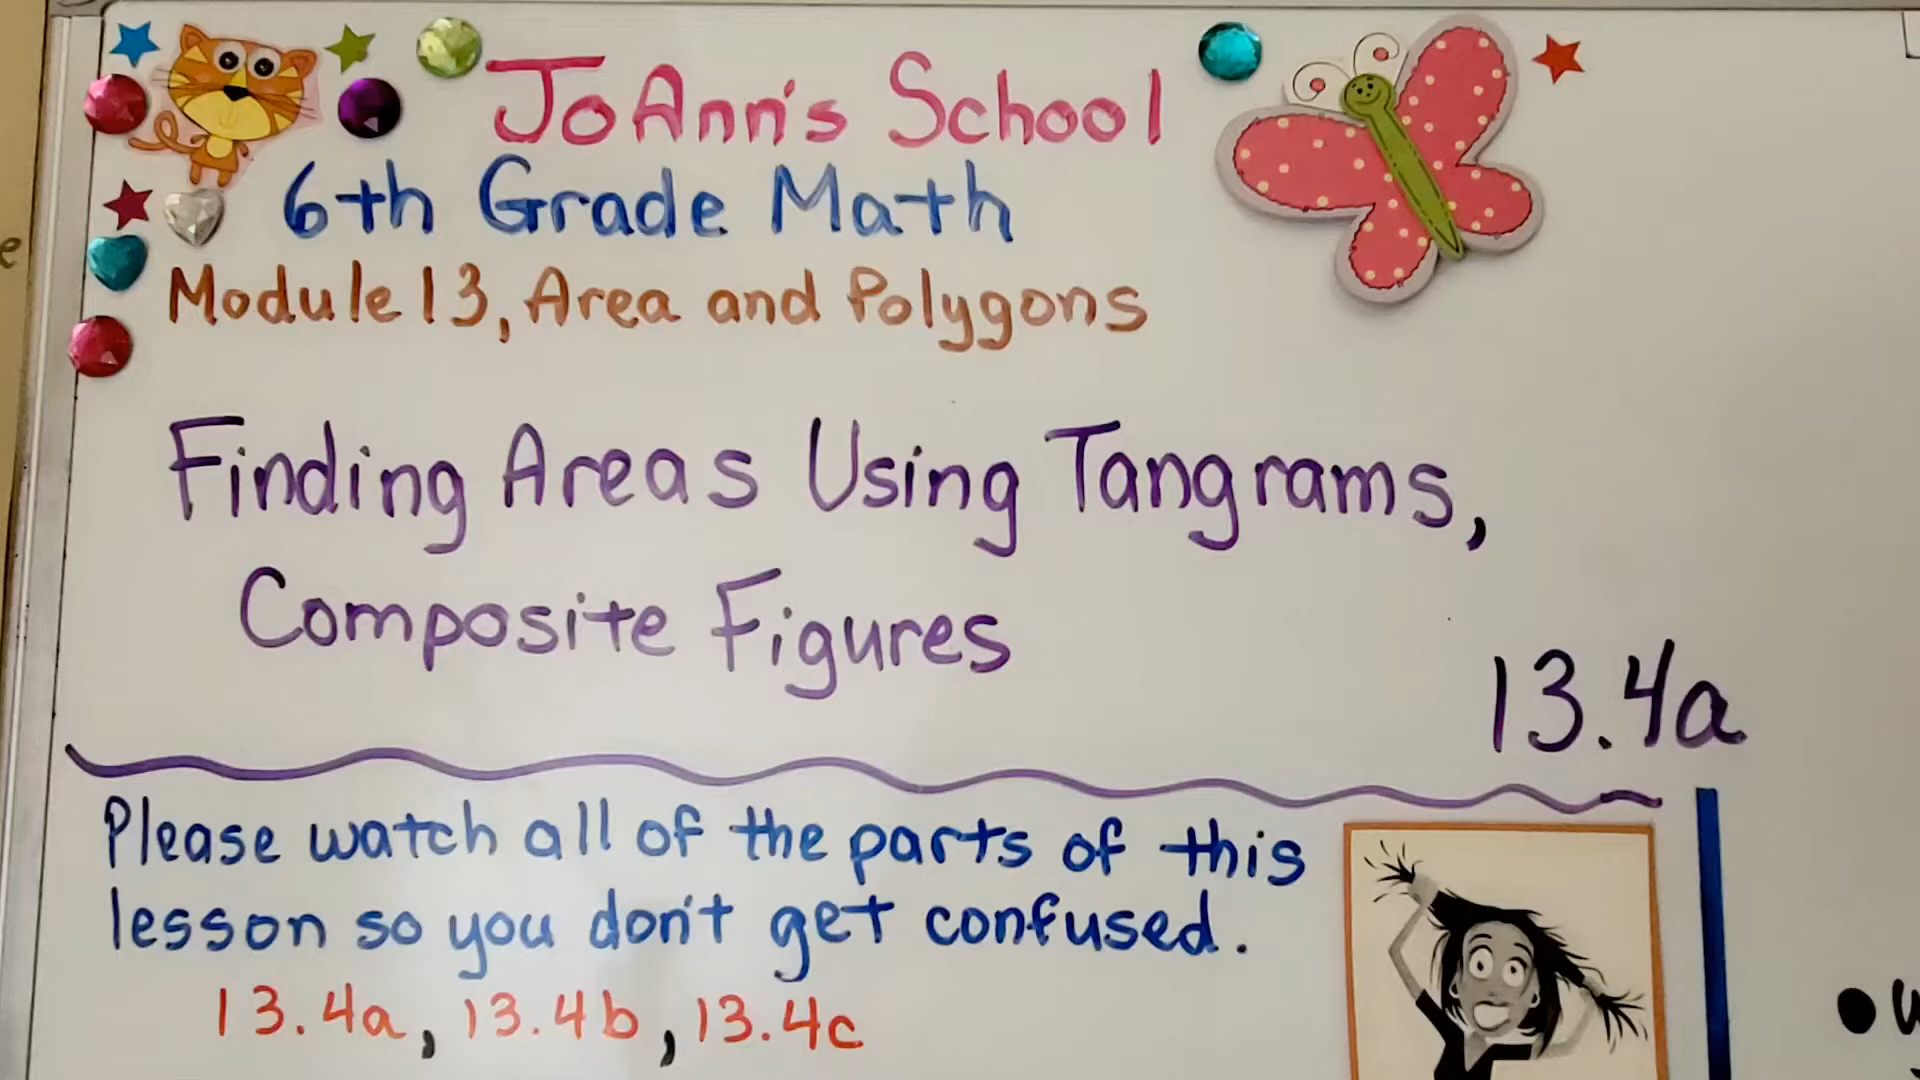 JoAnn's School
6th Grade Math
Module 13, Area and Polygons
Finding Areas Using Tangrams,
Composite Figures
13.4a
Please watch all of the parts of this
lesson so you don't get confused.
13.4a, 13.4b, 13.4c